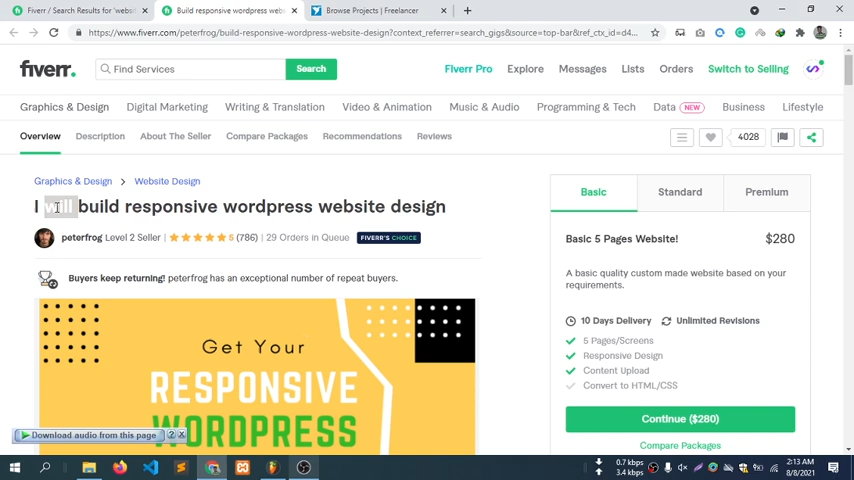 Fiverr / Search Results for 'websit
Build responsive wordpress web
Browse Projects | Freelancer
https://www.fiverr.com/peterfrog/build-responsive-wordpress-website-design?context_referrer=search_gigs&source=top-bar&ref_ctx_id=d4...
fiverr.
Find Services
Search
Fiverr Pro
Explore
Messages
Lists
Orders
Switch to Selling
Graphics & Design
Digital Marketing
Writing & Translation
Video & Animation
Music & Audio
Programming & Tech
Data NEW
Business
Lifestyle
Overview
Description
About The Seller
Compare Packages
Recommendations
Reviews
4028
Graphics & Design > Website Design
I will build responsive wordpress website design
peterfrog Level 2 Seller 5 (786) | 29 Orders in Queue FIVERR'S CHOICE
Buyers keep returning! peterfrog has an exceptional number of repeat buyers.
Get Your
RESPONSIVE
WORDPRESS
Basic
Standard
Premium
Basic 5 Pages Website! $280
A basic quality custom made website based on your
requirements.
10 Days Delivery Unlimited Revisions
5 Pages/Screens
Responsive Design
Content Upload
Convert to HTML/CSS
Continue ($280)
Compare Packages
Download audio from this page ? X
0.7 kbps
3.4 kbps
2:13 AM
8/8/2021